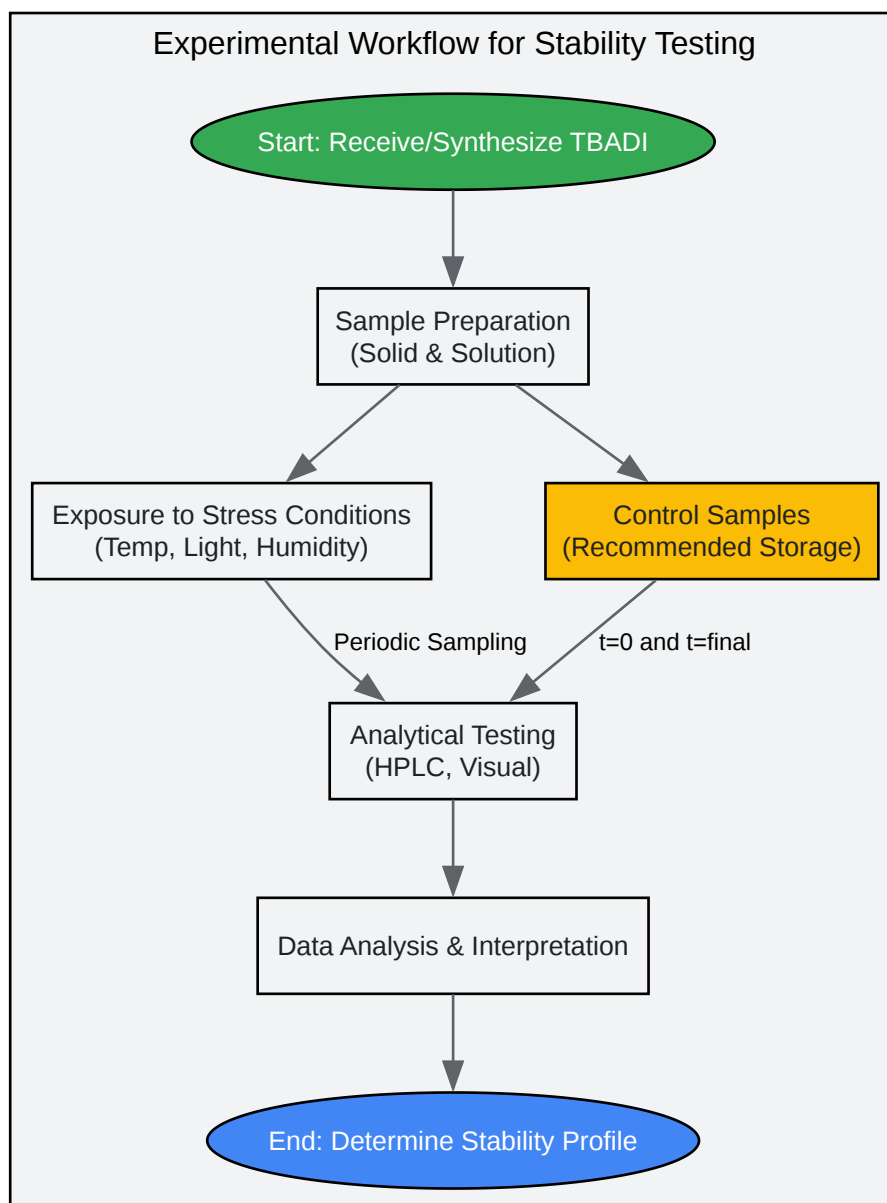 Experimental Workflow for Stability Testing
Start: Receive/Synthesize TBADI
Sample Preparation
(Solid & Solution)
Exposure to Stress Conditions
(Temp, Light, Humidity)
Control Samples
(Recommended Storage)
Periodic Sampling
t=0 and t=final
Analytical Testing
(HPLC, Visual)
Data Analysis & Interpretation
End: Determine Stability Profile